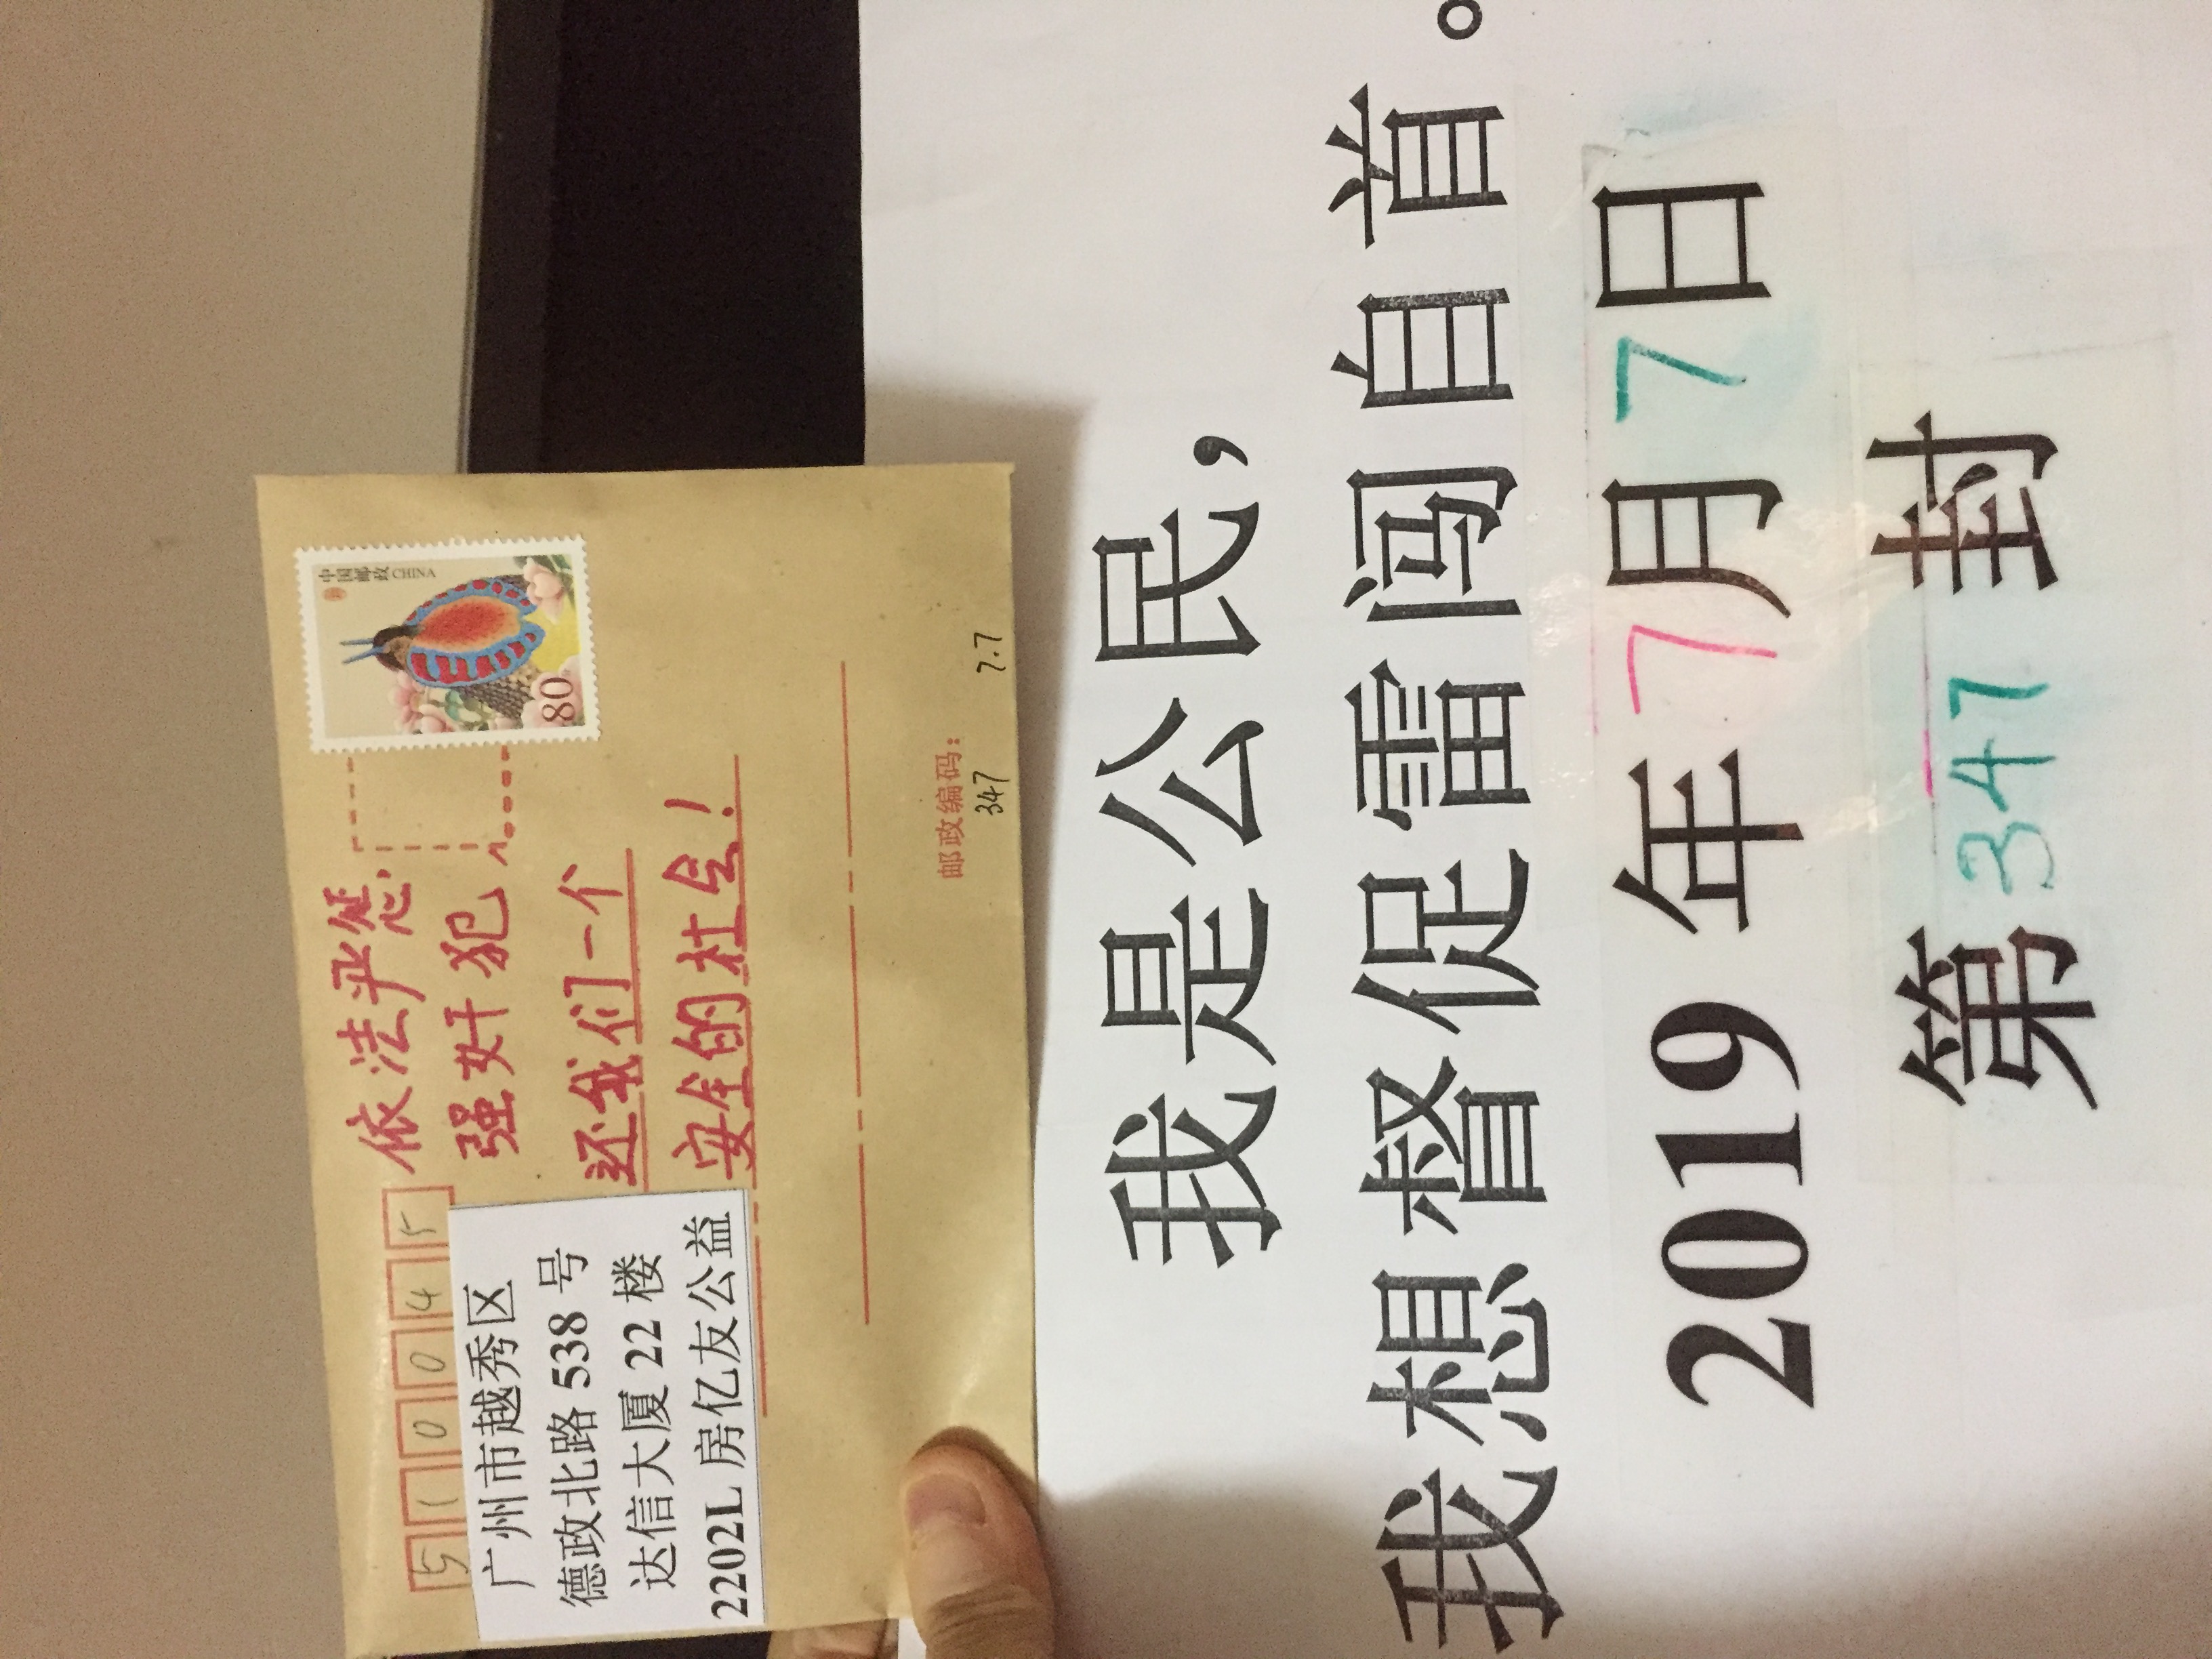 510045
依法严惩
强奸犯
还我们一个
安全的社会！
中国邮政 CHINA
80
广州市越秀区
德政北路 538 号
达信大厦 22 楼
2202L 房亿友公益
邮政编码：
347 7.7
我是公民，
我想督促雷闯自首。
2019 年 7 月 7 日
第 347 封